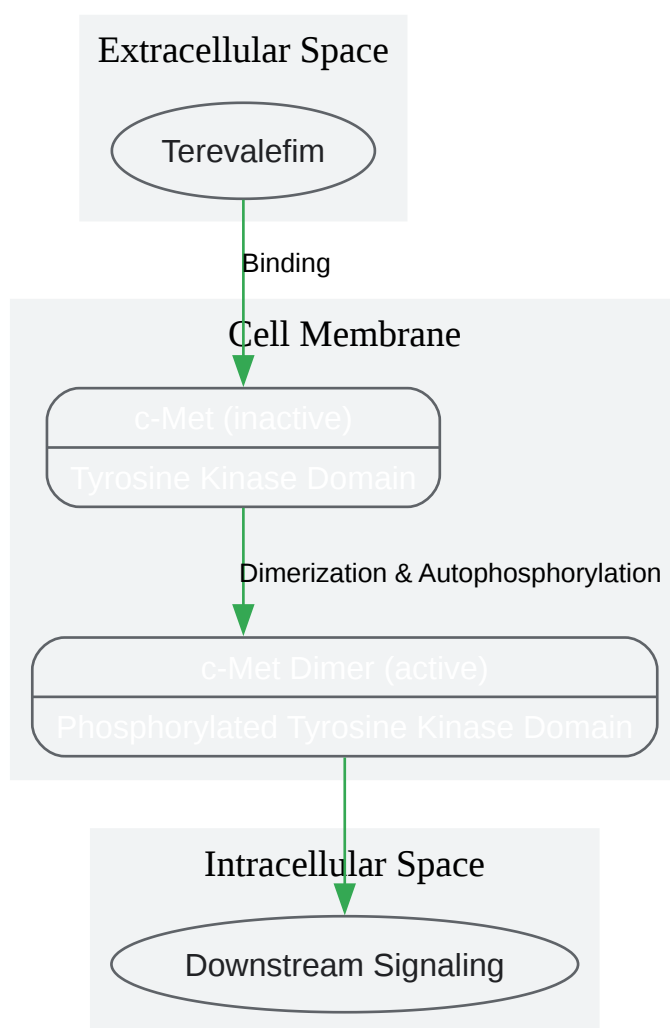 Extracellular Space
Terevalefim
Binding
Cell Membrane
c-Met (inactive)
Tyrosine Kinase Domain
Dimerization & Autophosphorylation
c-Met Dimer (active)
Phosphorylated Tyrosine Kinase Domain
Intracellular Space
Downstream Signaling